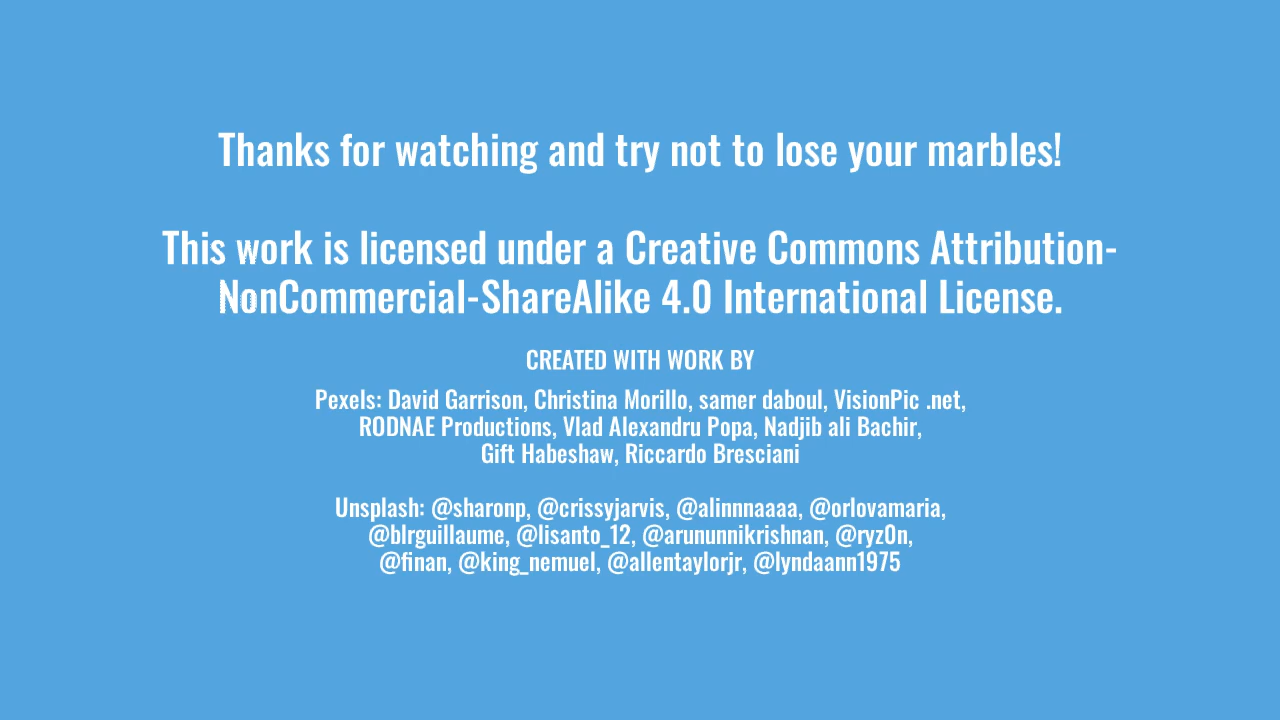 Thanks for watching and try not to lose your marbles!
This work is licensed under a Creative Commons Attribution-
NonCommercial-ShareAlike 4.0 International License.
CREATED WITH WORK BY
Pexels: David Garrison, Christina Morillo, samer daboul, VisionPic .net,
RODNAE Productions, Vlad Alexandru Popa, Nadjib ali Bachir,
Gift Habeshaw, Riccardo Bresciani
Unsplash: @sharonp, @crissyjarvis, @alinnnaaaa, @orlovamaria,
@blrguillaume, @lisanto_12, @arununnikrishnan, @ryz0n,
@finan, @king_nemuel, @allentaylorjr, @lyndaann1975